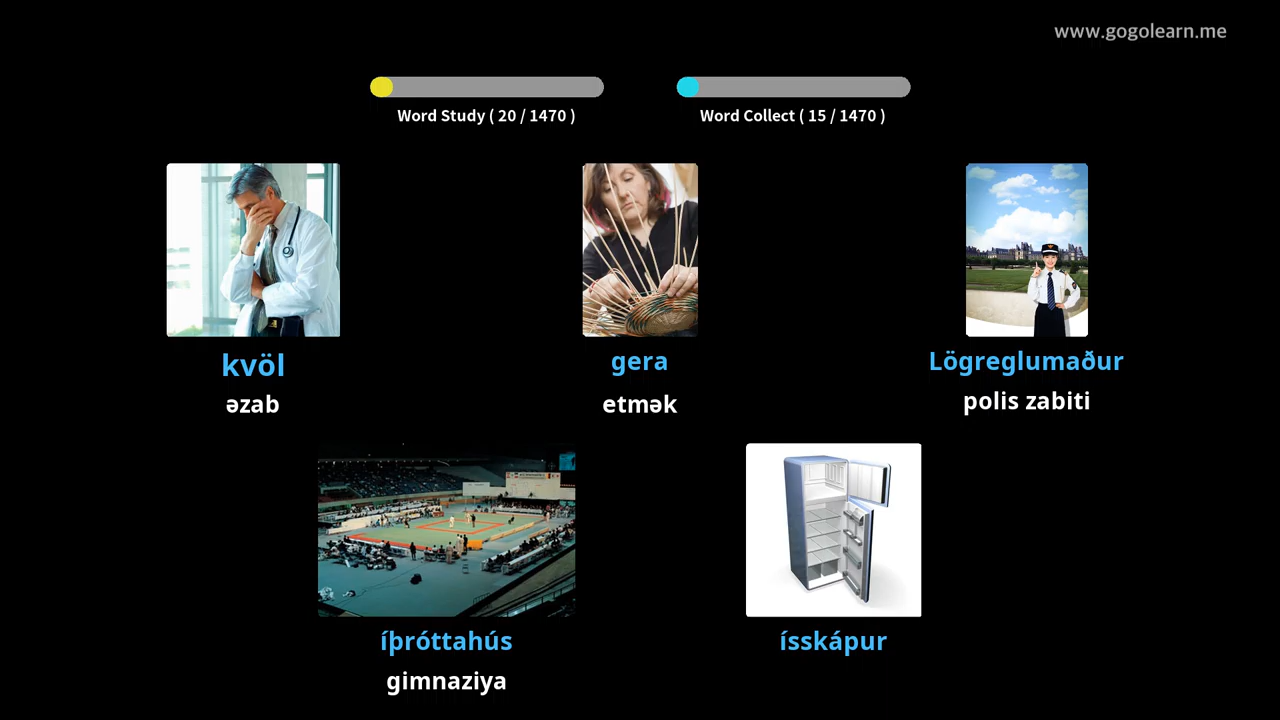 www.gogolearn.me
Word Study ( 20 / 1470 )
Word Collect ( 15 / 1470 )
kvöl
əzab
gera
etmək
Lögreglumaður
polis zabiti
íþróttahús
gimnaziya
ísskápur